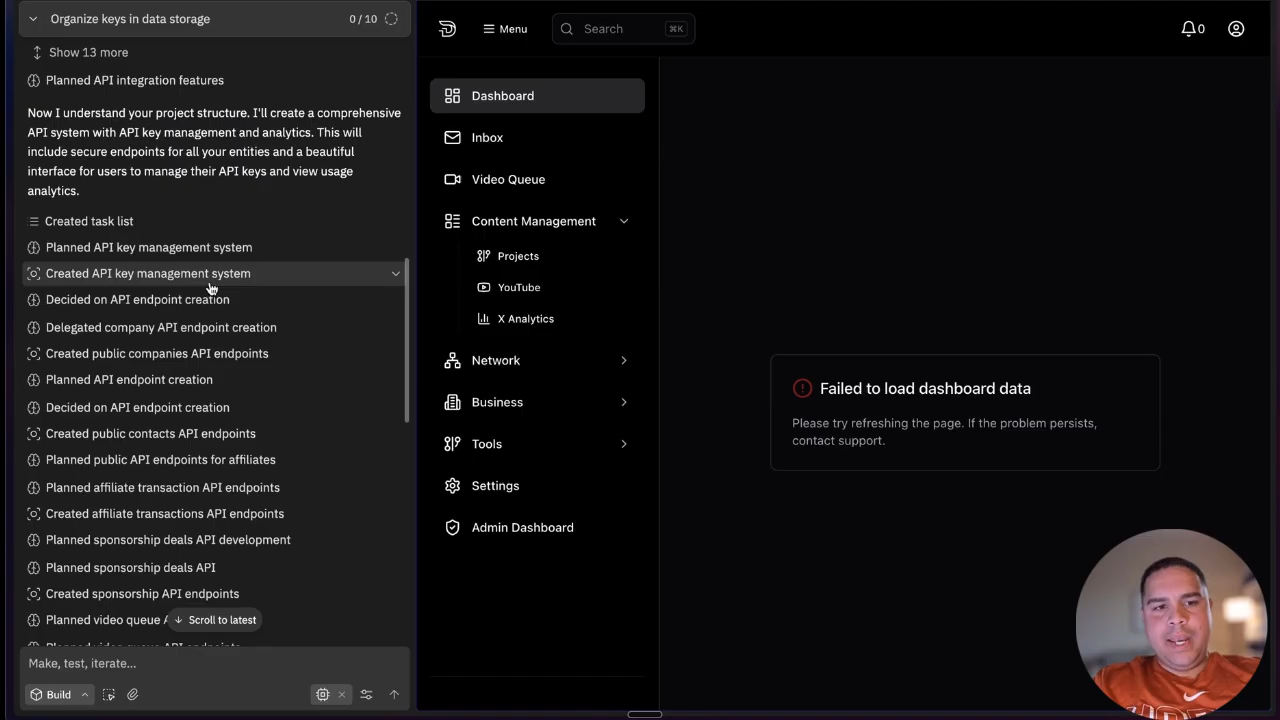 Organize keys in data storage
0 / 10
Show 13 more
Planned API integration features
Now I understand your project structure. I'll create a comprehensive
API system with API key management and analytics. This will
include secure endpoints for all your entities and a beautiful
interface for users to manage their API keys and view usage
analytics.
Created task list
Planned API key management system
Created API key management system
Decided on API endpoint creation
Delegated company API endpoint creation
Created public companies API endpoints
Planned API endpoint creation
Decided on API endpoint creation
Created public contacts API endpoints
Planned public API endpoints for affiliates
Planned affiliate transaction API endpoints
Created affiliate transactions API endpoints
Planned sponsorship deals API development
Planned sponsorship deals API
Created sponsorship API endpoints
Planned video queue
Scroll to latest
Make, test, iterate...
Build
Menu
Search
⌘K
0
Dashboard
Inbox
Video Queue
Content Management
Projects
YouTube
X Analytics
Network
Business
Tools
Settings
Admin Dashboard
Failed to load dashboard data
Please try refreshing the page. If the problem persists,
contact support.